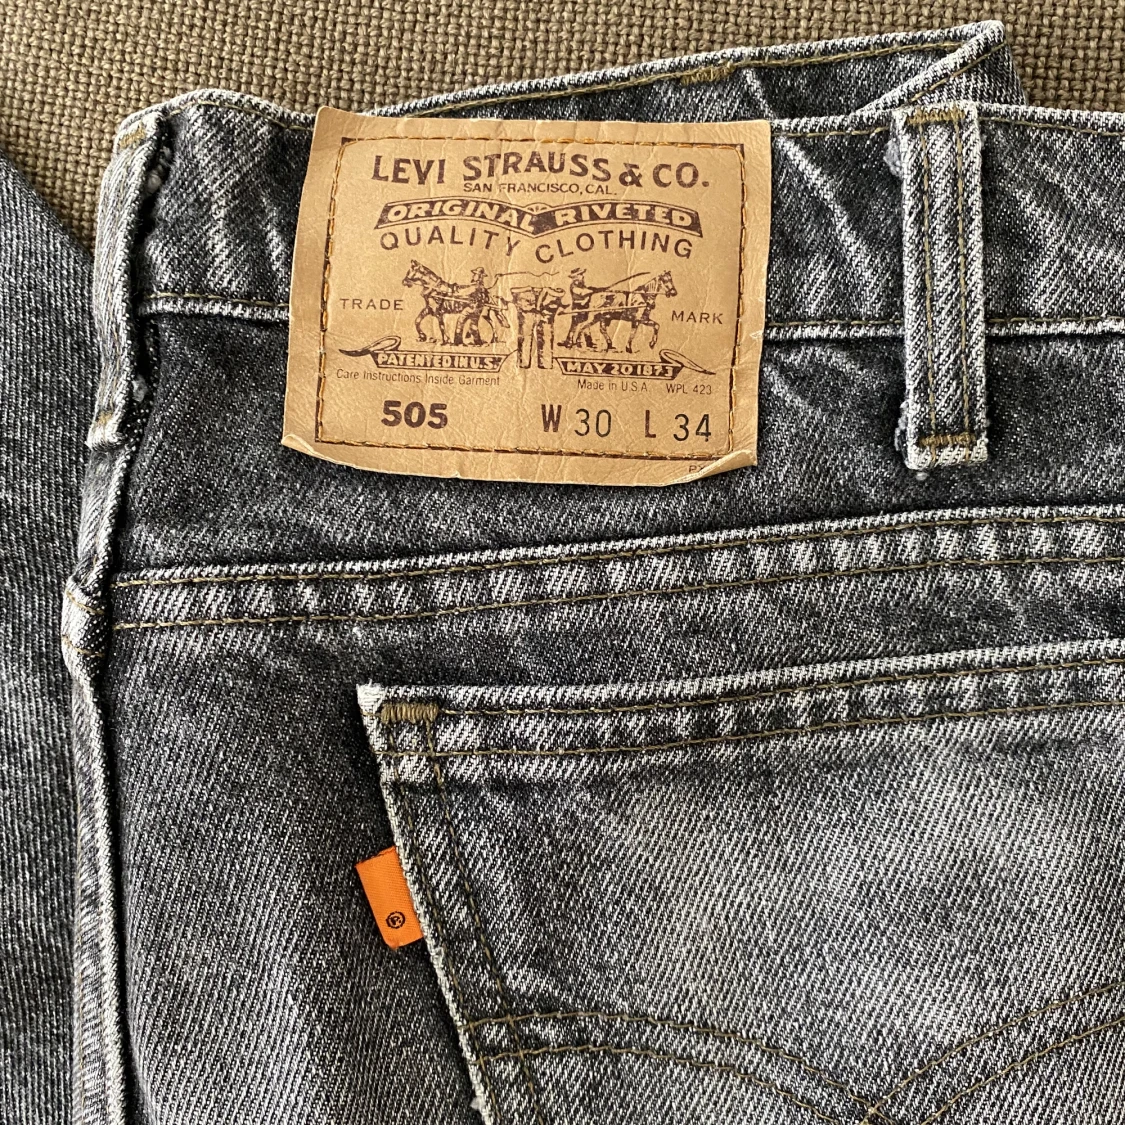 LEVI STRAUSS & CO.
SAN FRANCISCO, CAL.
ORIGINAL RIVETED
QUALITY CLOTHING
TRADE MARK
PATENTED IN U.S. MAY 20 1873
Care Instructions Inside Garment Made in U.S.A. WPL 423
505 W 30 L 34
®